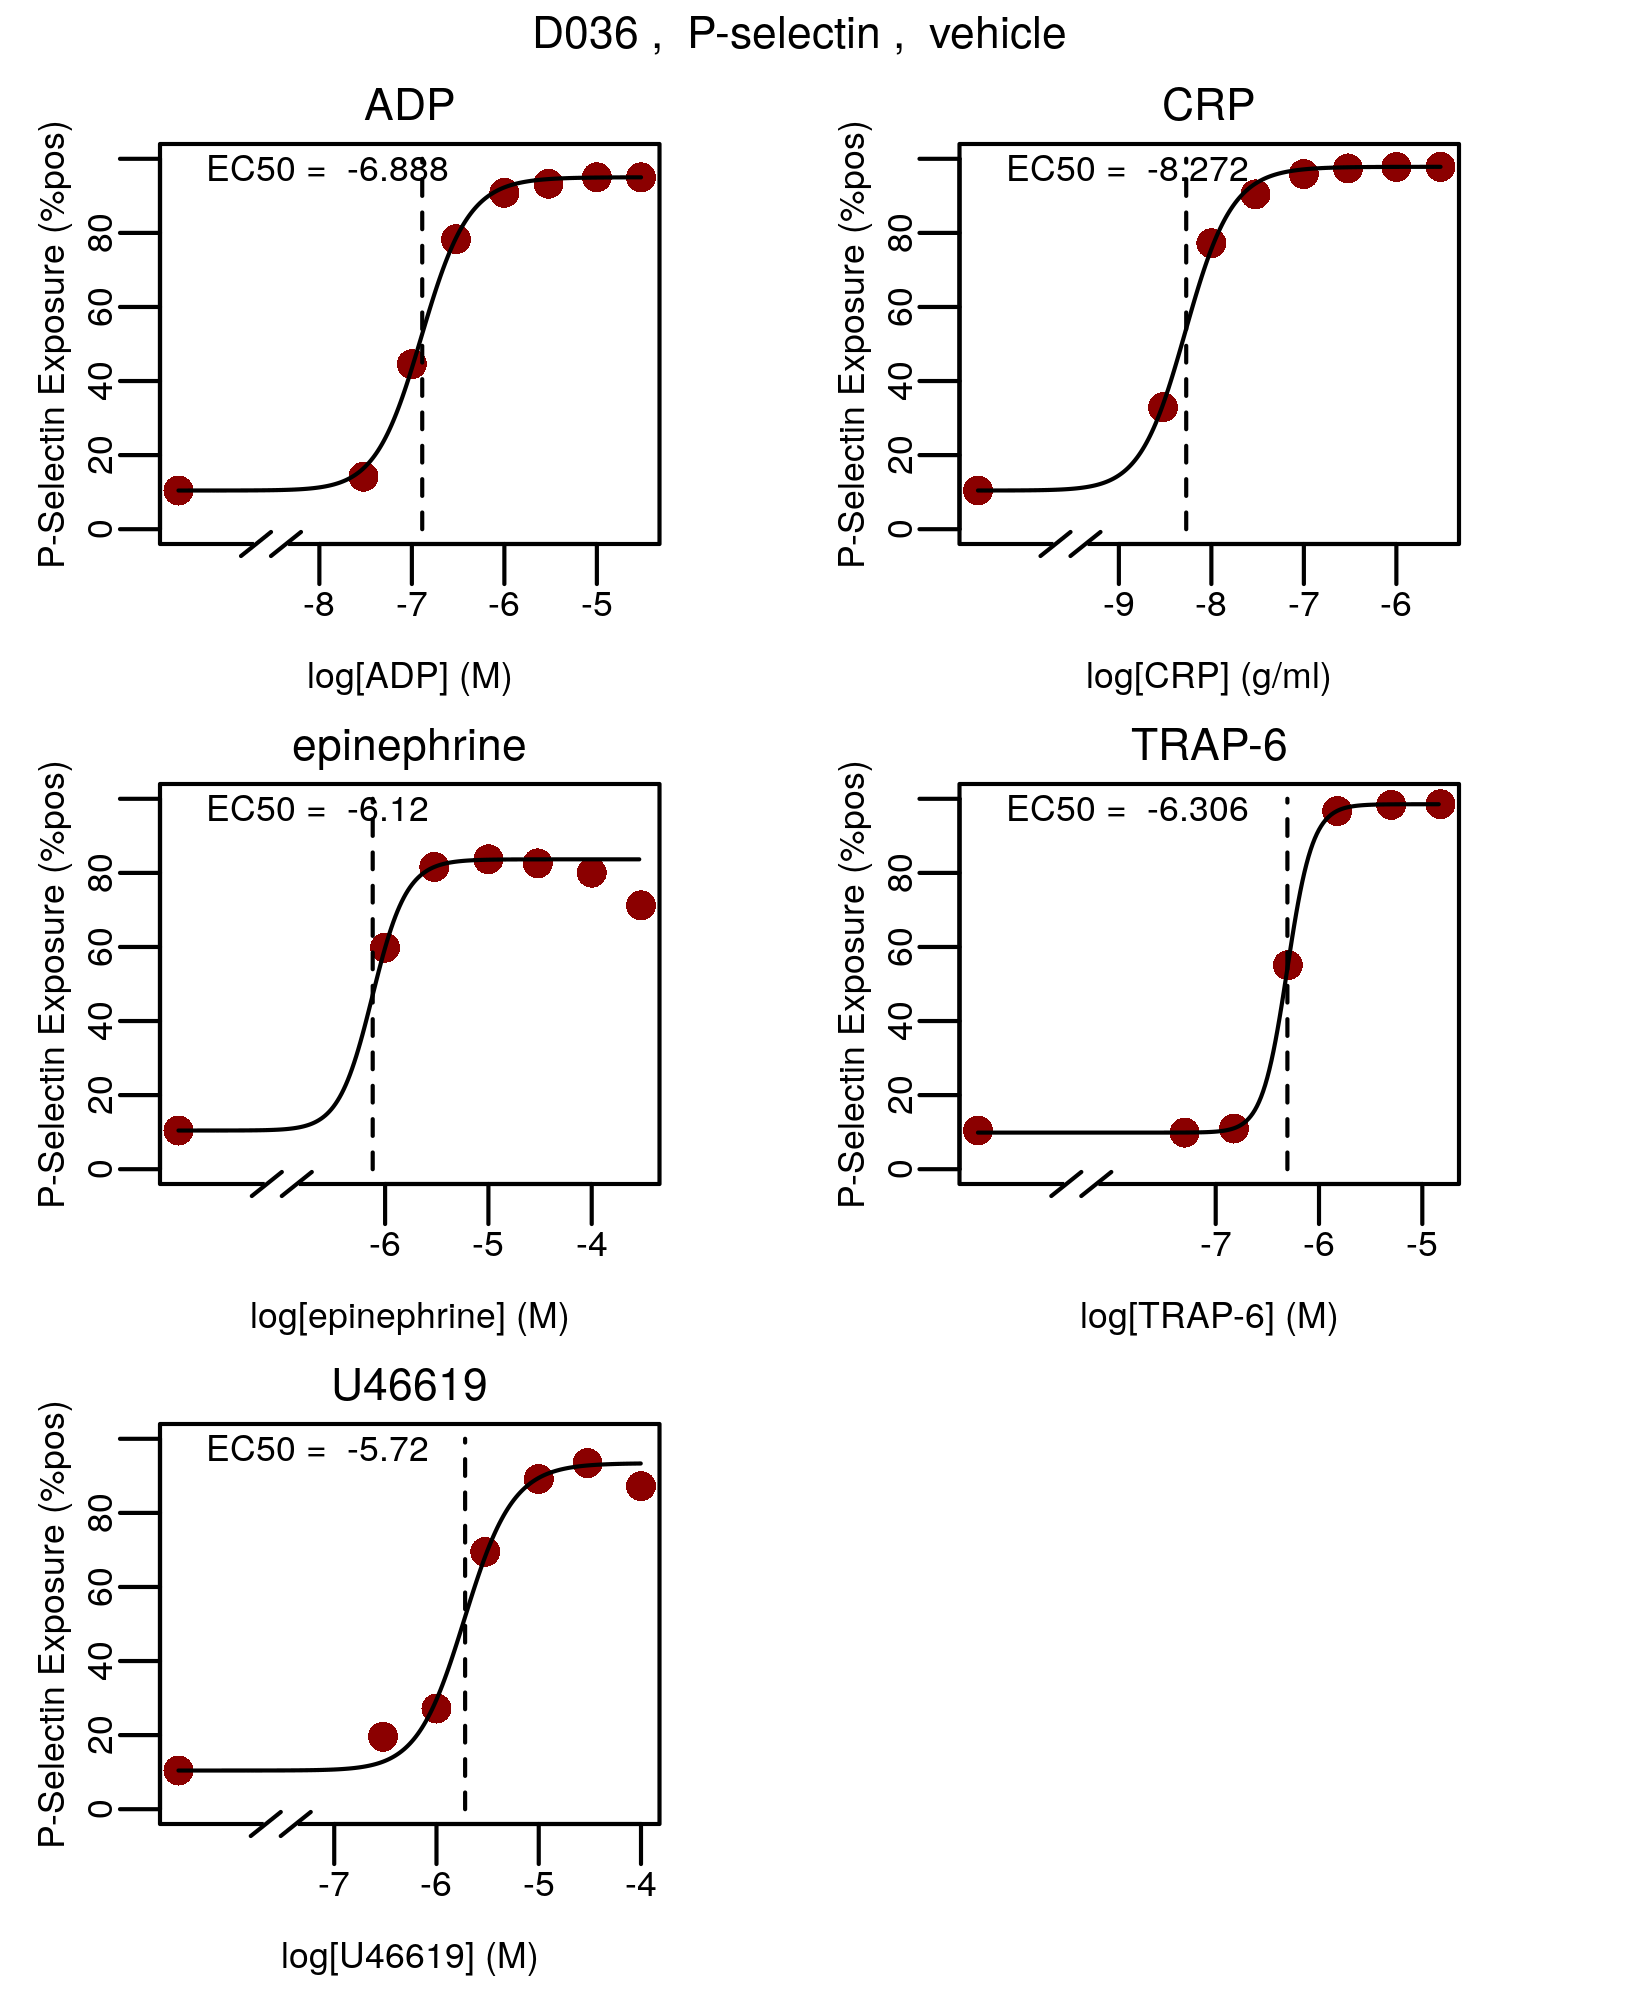 D036 , P-selectin , vehicle
ADP
EC50 = -6.888
P-Selectin Exposure (%pos)
80
60
40
20
0
-8 -7 -6 -5
log[ADP] (M)
CRP
EC50 = -8.272
P-Selectin Exposure (%pos)
80
60
40
20
0
-9 -8 -7 -6
log[CRP] (g/ml)
epinephrine
EC50 = -6.12
P-Selectin Exposure (%pos)
80
60
40
20
0
-6 -5 -4
log[epinephrine] (M)
TRAP-6
EC50 = -6.306
P-Selectin Exposure (%pos)
80
60
40
20
0
-7 -6 -5
log[TRAP-6] (M)
U46619
EC50 = -5.72
P-Selectin Exposure (%pos)
80
60
40
20
0
-7 -6 -5 -4
log[U46619] (M)